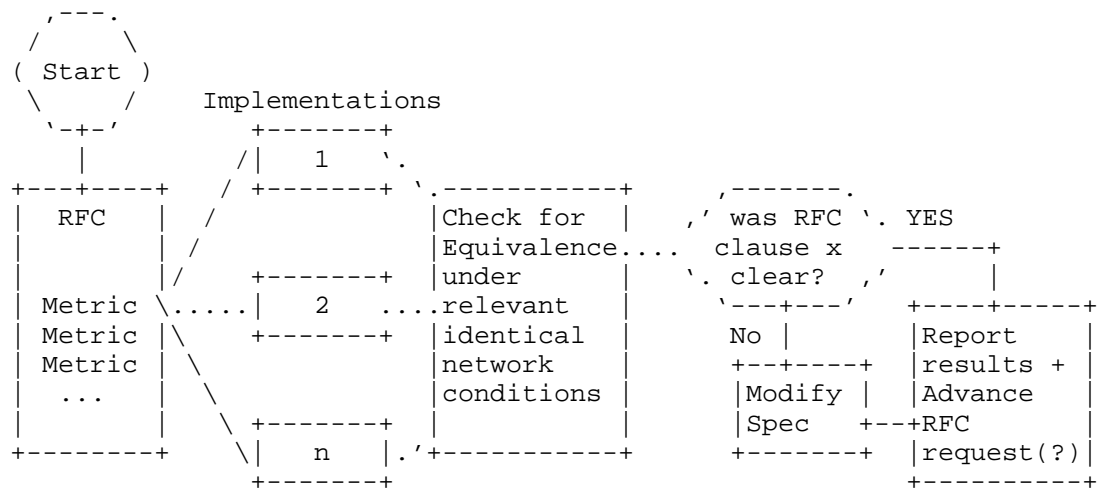 Start
Implementations
1
RFC
Metric
Metric
Metric
...
2
n
Check for
Equivalence
under
relevant
identical
network
conditions
was RFC
clause x
clear?
YES
No
Modify
Spec
Report
results +
Advance
RFC
request(?)